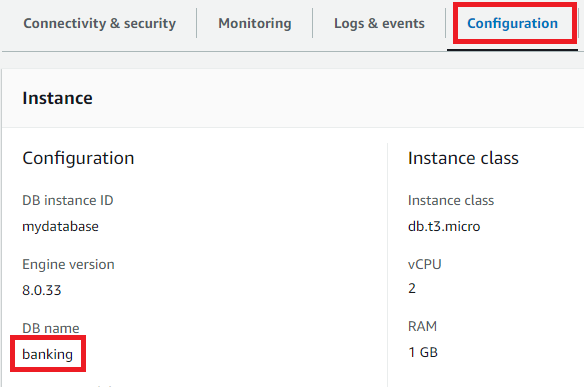 Connectivity & security
Monitoring
Logs & events
Configuration
Instance
Configuration
DB instance ID
mydatabase
Engine version
8.0.33
DB name
banking
Instance class
Instance class
db.t3.micro
vCPU
2
RAM
1 GB